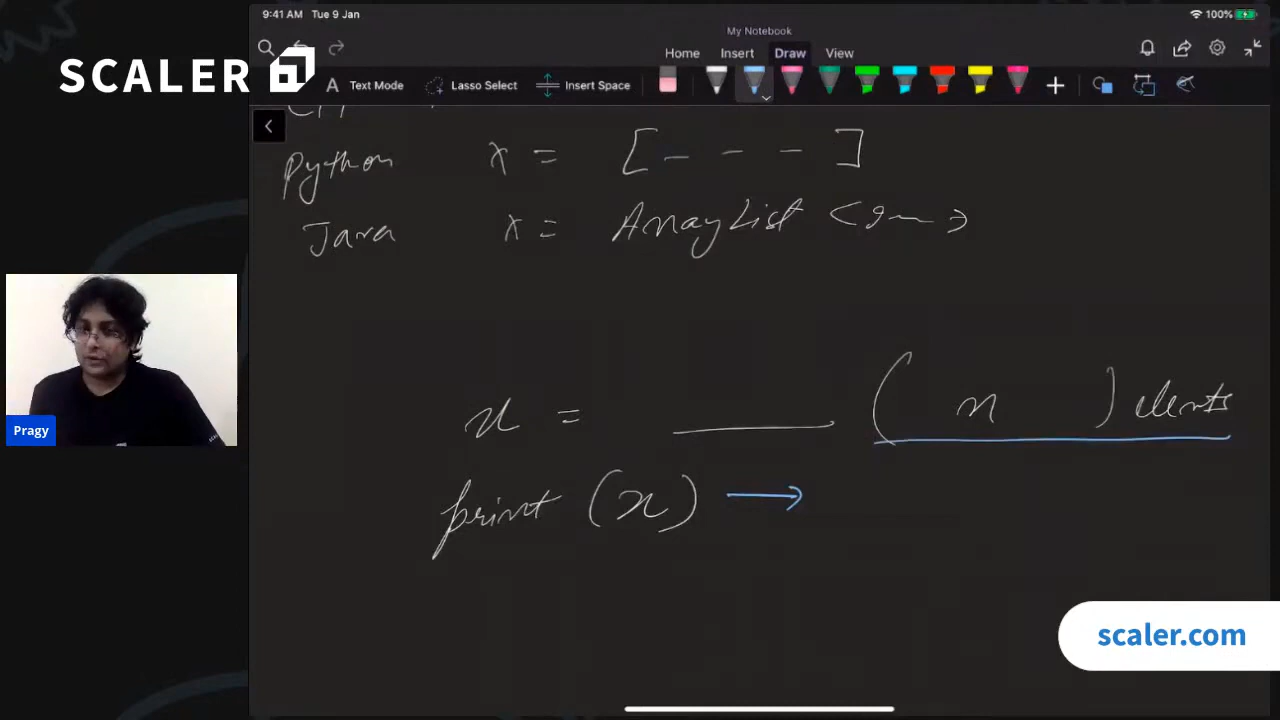 9:41 AM Tue 9 Jan
100%
My Notebook
SCALER
Home Insert Draw View
Text Mode Lasso Select Insert Space
Python x = [ _ _ _ ]
Java x = ArrayList <
x = ____ ( n )
print (x) →
Pragy
scaler.com